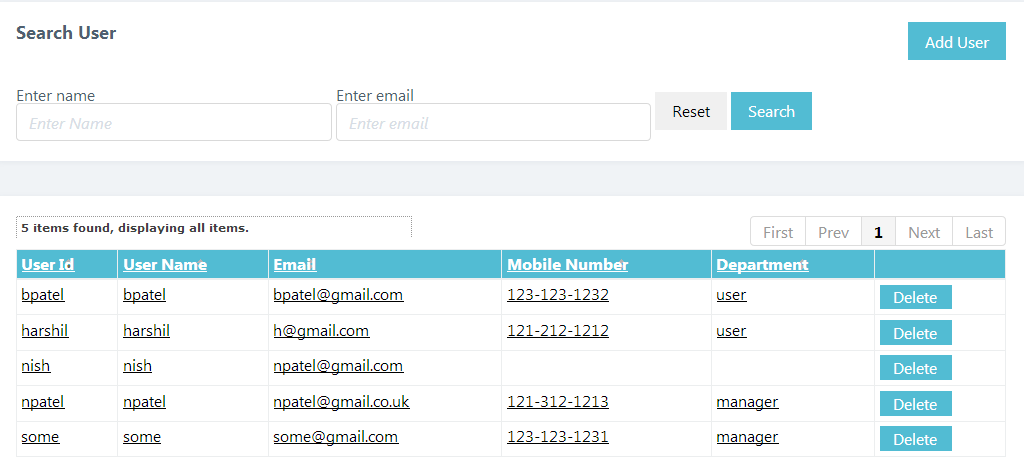 Search User
Add User
Enter name Enter email
Enter Name Enter email Reset Search
5 items found, displaying all items. First Prev 1 Next Last
User Id User Name Email Mobile Number Department
bpatel bpatel bpatel@gmail.com 123-123-1232 user Delete
harshil harshil h@gmail.com 121-212-1212 user Delete
nish nish npatel@gmail.com Delete
npatel npatel npatel@gmail.co.uk 121-312-1213 manager Delete
some some some@gmail.com 123-123-1231 manager Delete